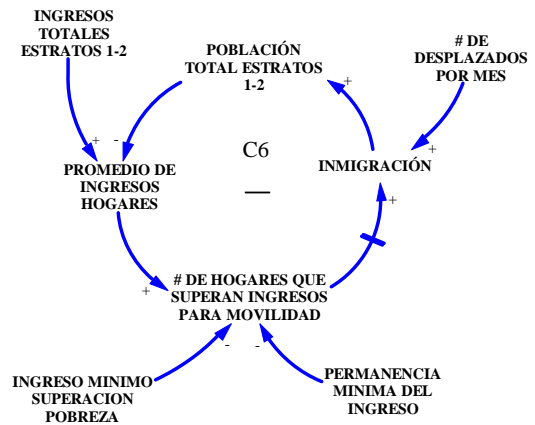 INGRESOS
TOTALES
ESTRATOS 1-2
POBLACIÓN
TOTAL ESTRATOS
1-2
# DE
DESPLAZADOS
POR MES
+
+
+
-
C6
—
INMIGRACIÓN
PROMEDIO DE
INGRESOS
HOGARES
+
+
# DE HOGARES QUE
SUPERAN INGRESOS
PARA MOVILIDAD
-
-
INGRESO MINIMO
SUPERACION
POBREZA
PERMANENCIA
MINIMA DEL
INGRESO